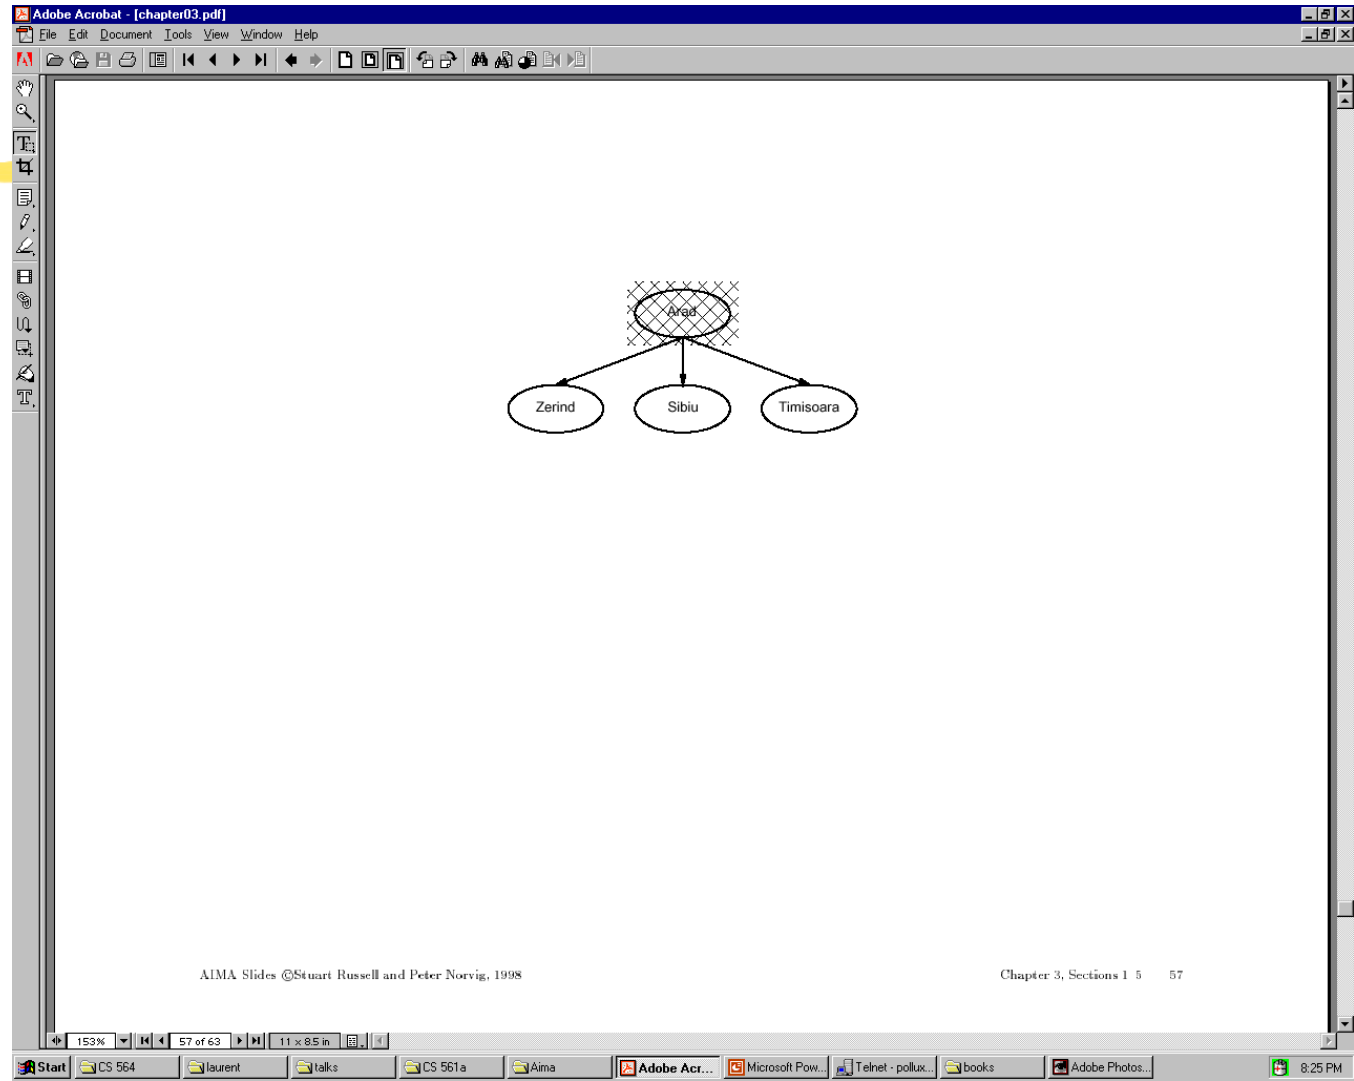 Adobe Acrobat - [chapter03.pdf]
File Edit Document Tools View Window Help
Arad
Zerind Sibiu Timisoara
AIMA Slides ©Stuart Russell and Peter Norvig, 1998 Chapter 3, Sections 1 5 57
153% 57 of 63 11 x 8.5 in
Start CS 564 laurent talks CS 561a Aima Adobe Acr... Microsoft Pow... Telnet - pollux... books Adobe Photos... 8:25 PM